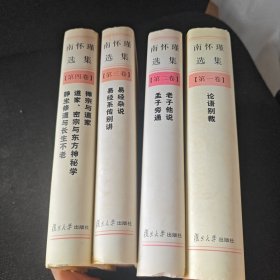 南怀瑾选集
【第四卷】
禅宗与道家
道家、密宗与东方神秘学
静坐修道与长生不老
复旦大学出版社
南怀瑾选集
【第三卷】
易经杂说
易经系传别讲
复旦大学出版社
南怀瑾选集
【第二卷】
老子他说
孟子旁通
复旦大学出版社
南怀瑾选集
【第一卷】
论语别裁
复旦大学出版社